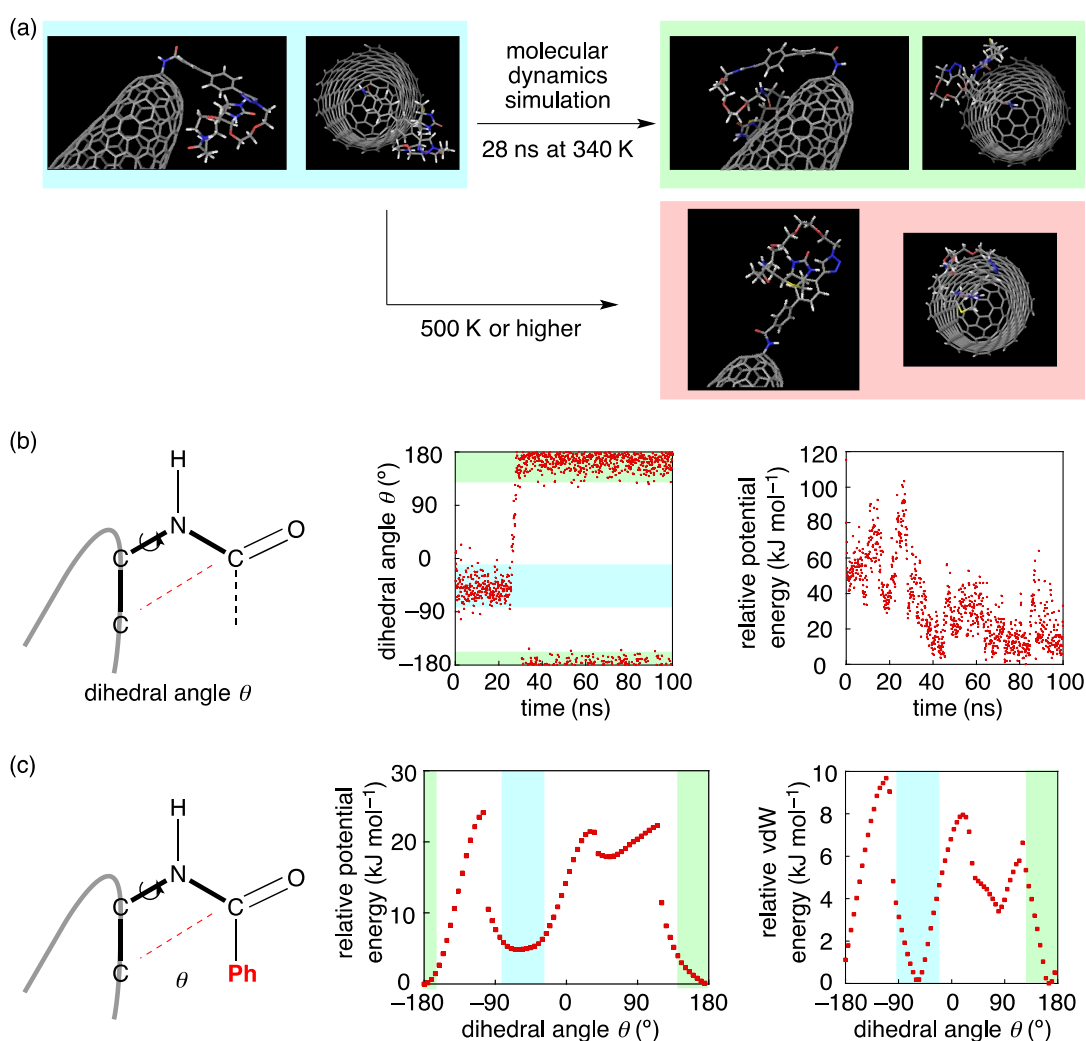 (a)
molecular
dynamics
simulation
28 ns at 340 K
500 K or higher
(b)
H
N
C
C
O
C
dihedral angle θ
dihedral angle θ (°)
180
90
0
−90
−180
0 20 40 60 80 100
time (ns)
relative potential
energy (kJ mol⁻¹)
120
100
80
60
40
20
0
0 20 40 60 80 100
time (ns)
(c)
H
N
C
C
O
C
θ
Ph
relative potential
energy (kJ mol⁻¹)
30
20
10
0
−180 −90 0 90 180
dihedral angle θ (°)
relative vdW
energy (kJ mol⁻¹)
10
8
6
4
2
0
−180 −90 0 90 180
dihedral angle θ (°)